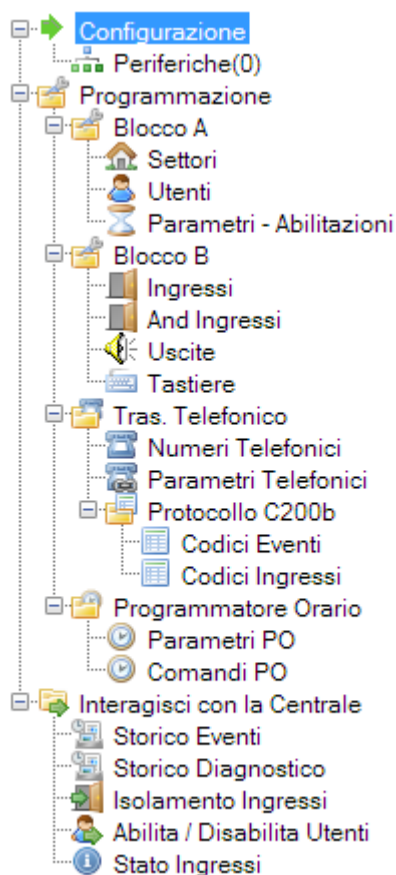 Configurazione
Periferiche(0)
Programmazione
Blocco A
Settori
Utenti
Parametri - Abilitazioni
Blocco B
Ingressi
And Ingressi
Uscite
Tastiere
Tras. Telefonico
Numeri Telefonici
Parametri Telefonici
Protocollo C200b
Codici Eventi
Codici Ingressi
Programmatore Orario
Parametri PO
Comandi PO
Interagisci con la Centrale
Storico Eventi
Storico Diagnostico
Isolamento Ingressi
Abilita / Disabilita Utenti
Stato Ingressi